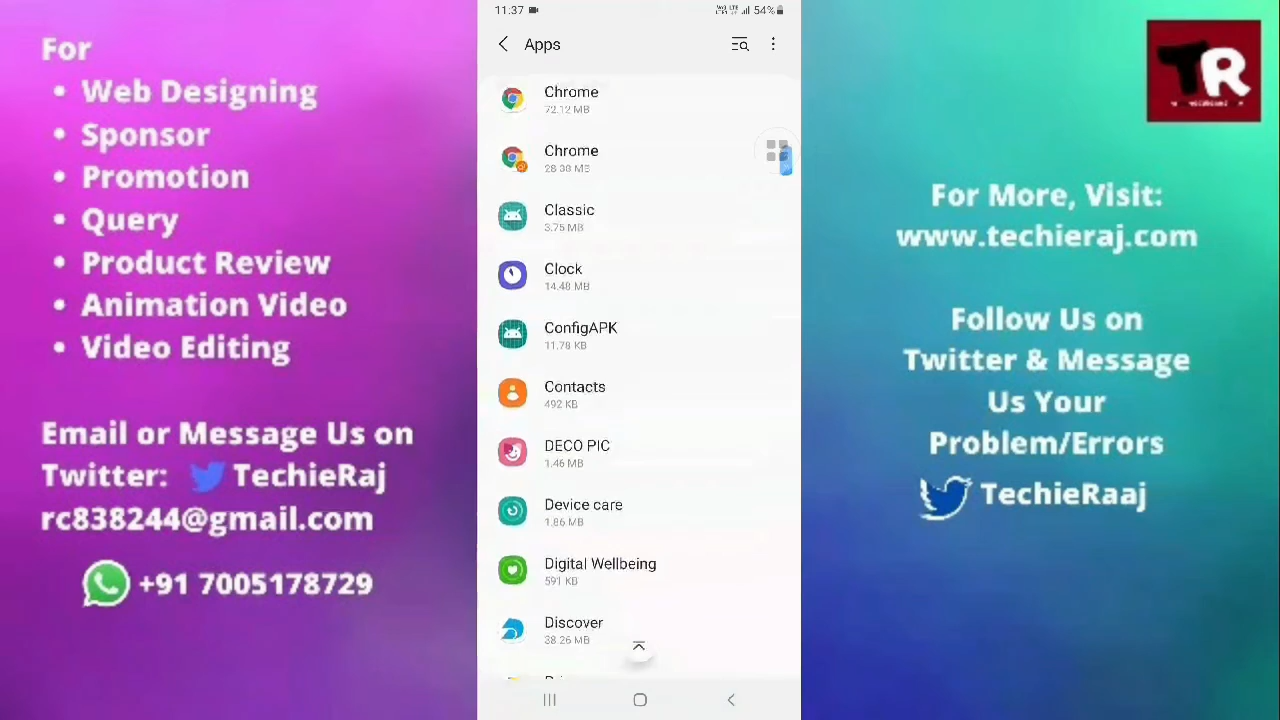 For
• Web Designing
• Sponsor
• Promotion
• Query
• Product Review
• Animation Video
• Video Editing
Email or Message Us on
Twitter: TechieRaj
rc838244@gmail.com
+91 7005178729
11:37
54%
Apps
Chrome
72.12 MB
Chrome
28.38 MB
Classic
3.75 MB
Clock
14.48 MB
ConfigAPK
11.78 KB
Contacts
492 KB
DECO PIC
1.46 MB
Device care
1.86 MB
Digital Wellbeing
591 KB
Discover
38.26 MB
TR
For More, Visit:
www.techieraj.com
Follow Us on
Twitter & Message
Us Your
Problem/Errors
TechieRaaj